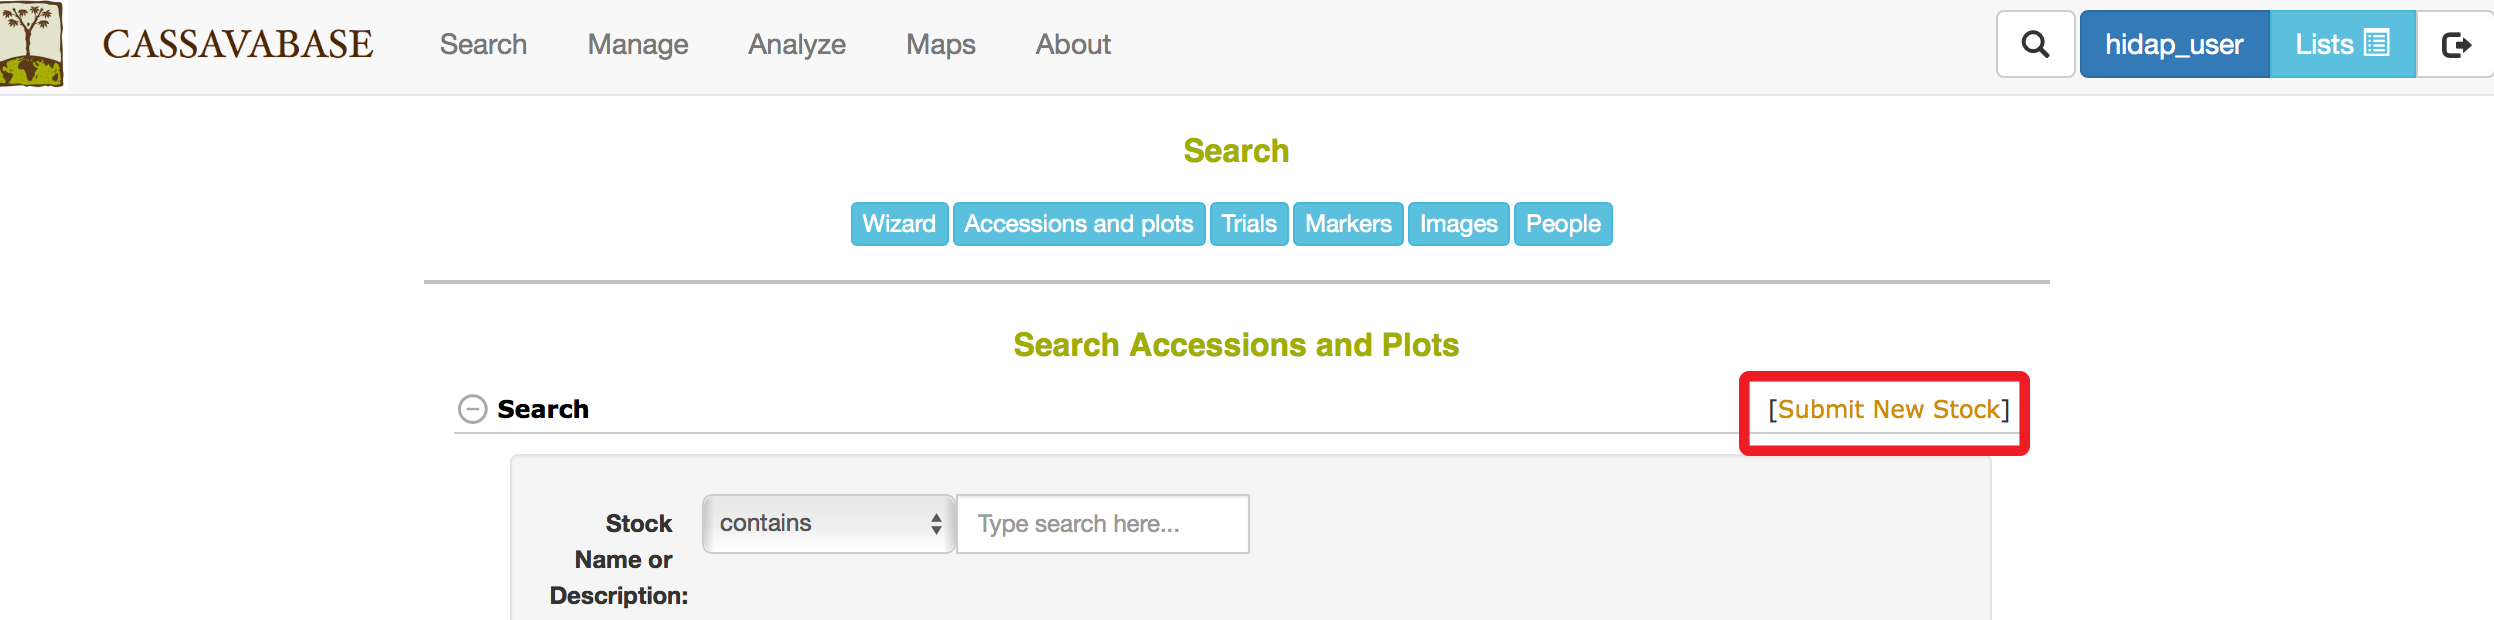 CASSAVABASE Search Manage Analyze Maps About hidap_user Lists
Search
Wizard Accessions and plots Trials Markers Images People
Search Accessions and Plots
Search [Submit New Stock]
Stock Name or Description: contains Type search here...